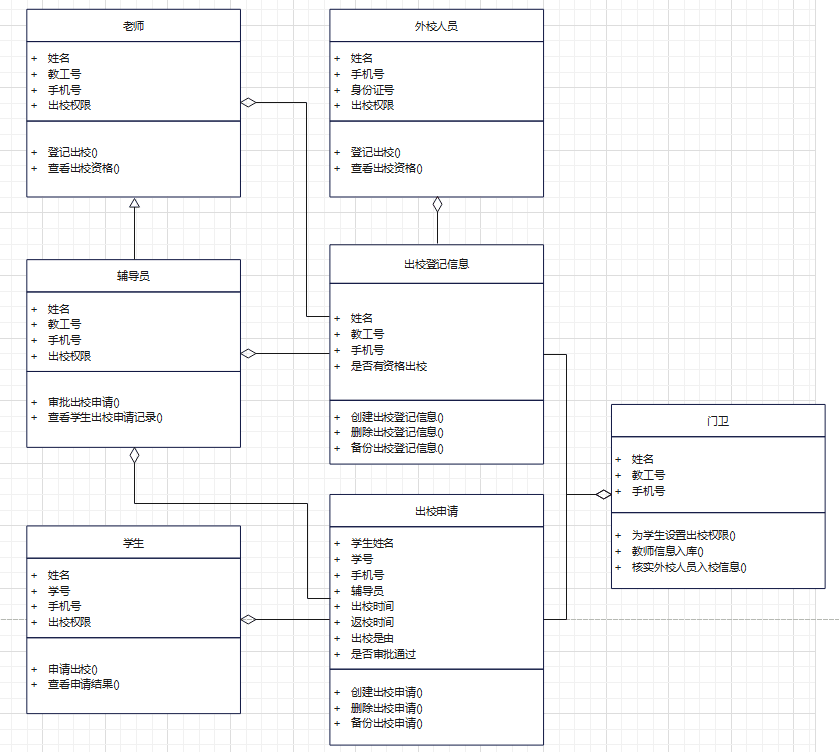 老师
+ 姓名
+ 教工号
+ 手机号
+ 出校权限
+ 登记出校()
+ 查看出校资格()
外校人员
+ 姓名
+ 手机号
+ 身份证号
+ 出校权限
+ 登记出校()
+ 查看出校资格()
辅导员
+ 姓名
+ 教工号
+ 手机号
+ 出校权限
+ 审批出校申请()
+ 查看学生出校申请记录()
出校登记信息
+ 姓名
+ 教工号
+ 手机号
+ 是否有资格出校
+ 创建出校登记信息()
+ 删除出校登记信息()
+ 备份出校登记信息()
门卫
+ 姓名
+ 教工号
+ 手机号
+ 为学生设置出校权限()
+ 教师信息入库()
+ 核实外校人员入校信息()
学生
+ 姓名
+ 学号
+ 手机号
+ 出校权限
+ 申请出校()
+ 查看申请结果()
出校申请
+ 学生姓名
+ 学号
+ 手机号
+ 辅导员
+ 出校时间
+ 返校时间
+ 出校是由
+ 是否审批通过
+ 创建出校申请()
+ 删除出校申请()
+ 备份出校申请()